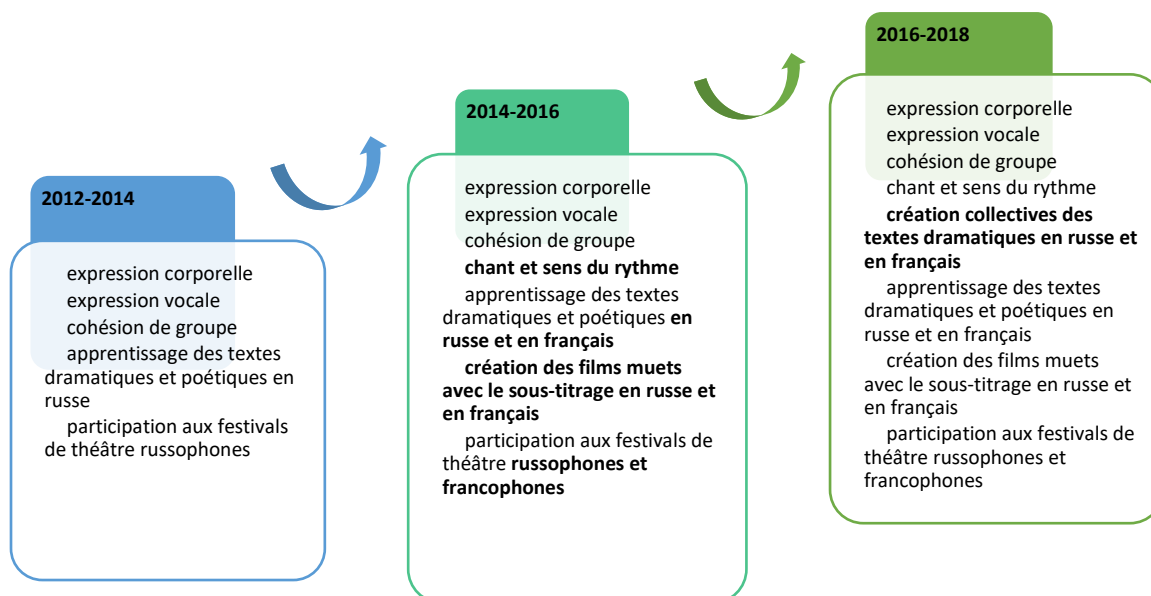 2012-2014
expression corporelle
expression vocale
cohésion de groupe
apprentissage des textes
dramatiques et poétiques en
russe
participation aux festivals
de théâtre russophones
2014-2016
expression corporelle
expression vocale
cohésion de groupe
chant et sens du rythme
apprentissage des textes
dramatiques et poétiques en
russe et en français
création des films muets
avec le sous-titrage en russe et
en français
participation aux festivals de
théâtre russophones et
francophones
2016-2018
expression corporelle
expression vocale
cohésion de groupe
chant et sens du rythme
création collectives des
textes dramatiques en russe et
en français
apprentissage des textes
dramatiques et poétiques en
russe et en français
création des films muets
avec le sous-titrage en russe et
en français
participation aux festivals de
théâtre russophones et
francophones